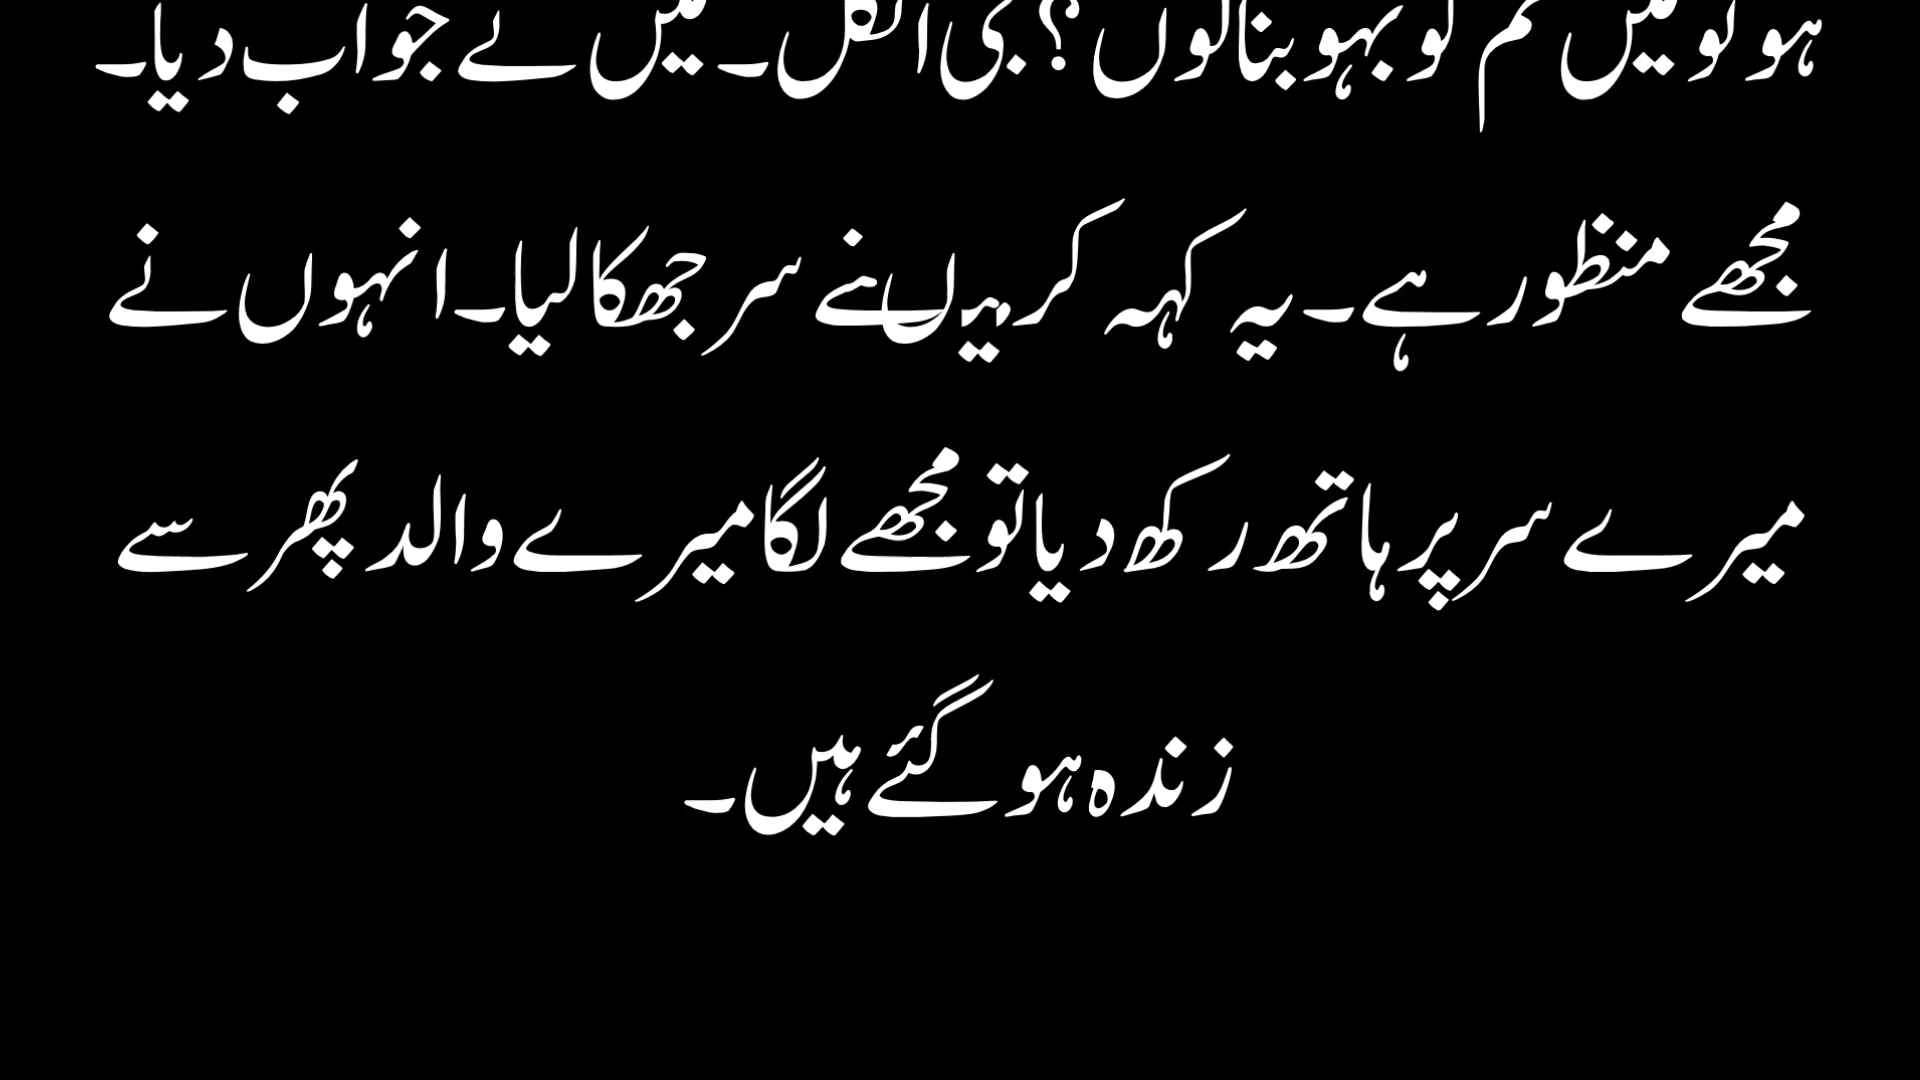 ہو تو میں تم کو بہو بنا لوں؟ جی انکل۔ میں نے جواب دیا۔
مجھے منظور ہے۔ یہ کہہ کر میں نے سر جھکا لیا۔ انہوں نے
میرے سر پر ہاتھ رکھ دیا تو مجھے لگا میرے والد پھر سے
زندہ ہو گئے ہیں۔